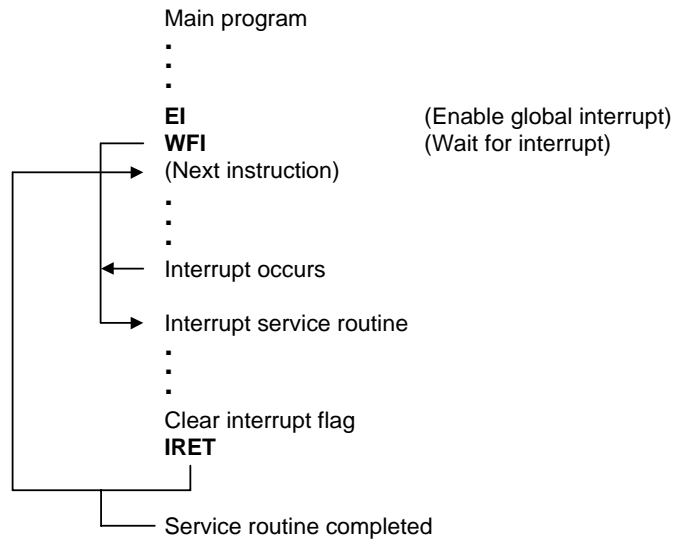 Main program
.
.
.
EI (Enable global interrupt)
WFI (Wait for interrupt)
(Next instruction)
.
.
.
Interrupt occurs
Interrupt service routine
.
.
.
Clear interrupt flag
IRET
Service routine completed